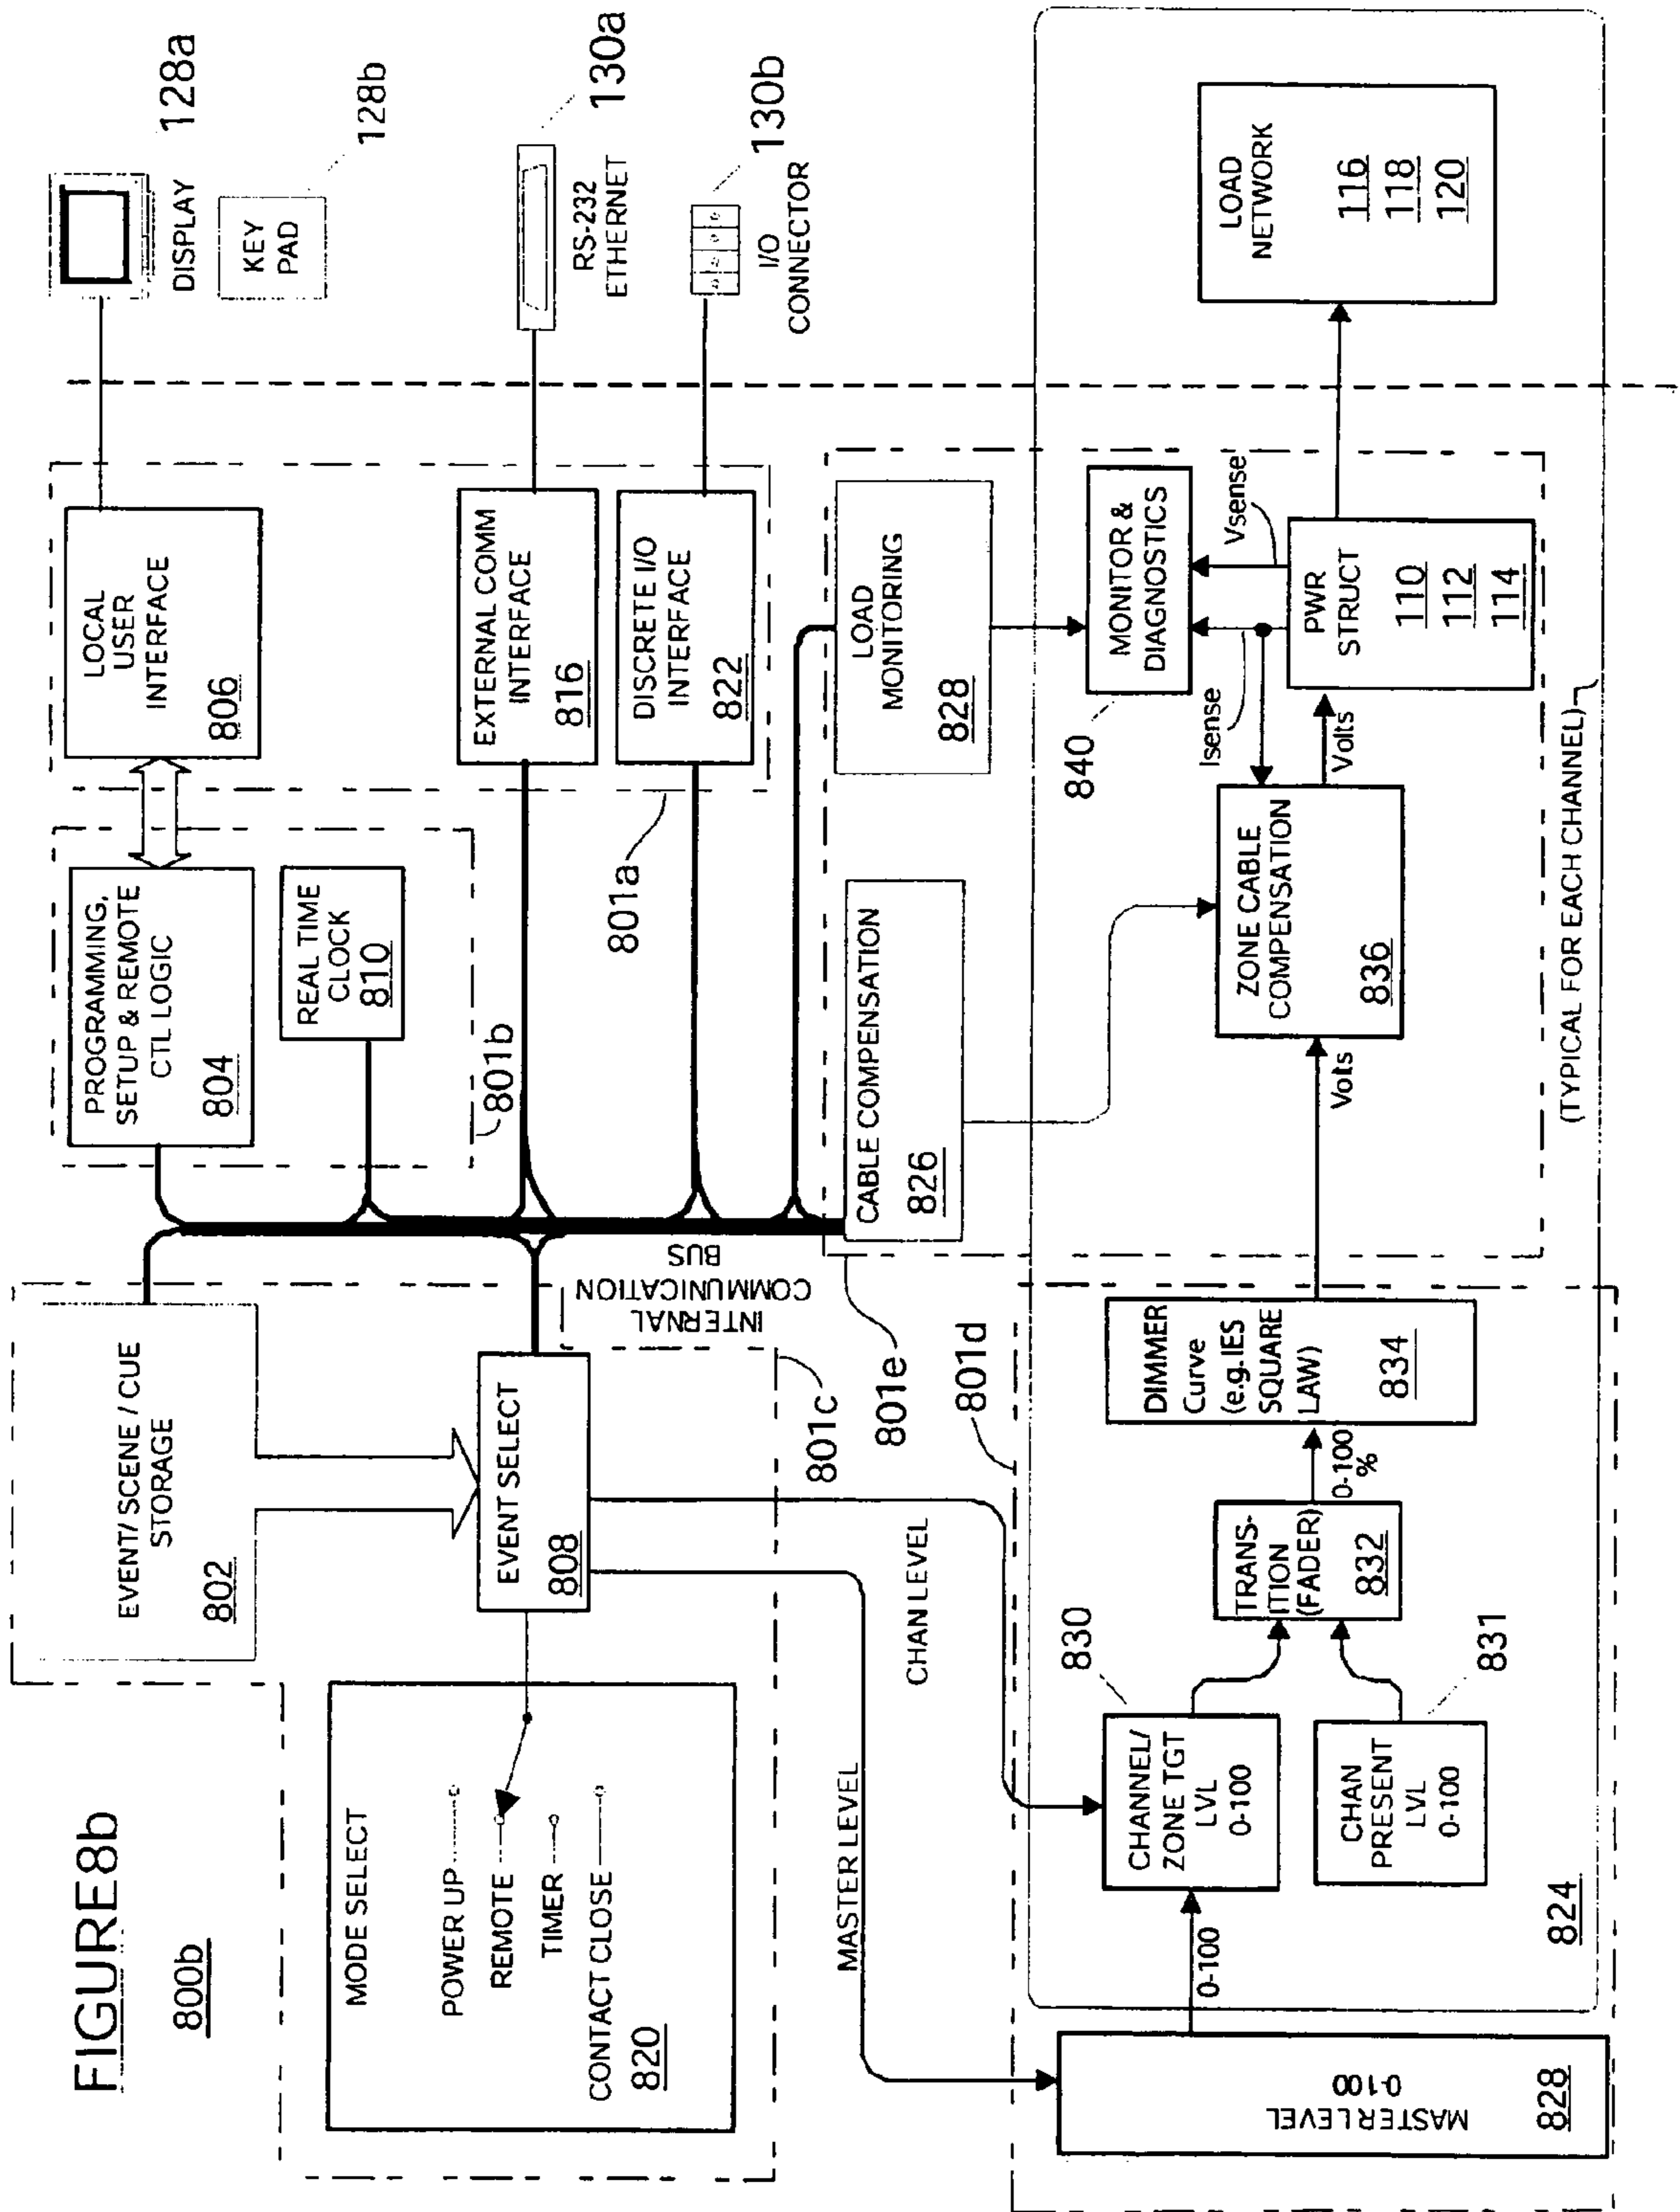 FIGURE8b
800b
EVENT/ SCENE / CUE
STORAGE
802
PROGRAMMING,
SETUP & REMOTE
CTL LOGIC
804
LOCAL
USER
INTERFACE
806
DISPLAY
128a
KEY
PAD
128b
REAL TIME
CLOCK
810
801b
MODE SELECT
POWER UP
REMOTE
TIMER
CONTACT CLOSE
820
EVENT SELECT
808
EXTERNAL COMM
INTERFACE
816
RS-232
ETHERNET
130a
DISCRETE I/O
INTERFACE
822
I/O
CONNECTOR
130b
INTERNAL
COMMUNICATION
BUS
801a
801c
801e
801d
MASTER LEVEL
CHAN LEVEL
CABLE COMPENSATION
826
LOAD
MONITORING
828
840
MONITOR &
DIAGNOSTICS
Isense
Vsense
830
CHANNEL/
ZONE TGT
LVL
0-100
0-100
MASTER LEVEL
0-100
828
CHAN
PRESENT
LVL
0-100
831
TRANS-
ITION
(FADER)
832
0-100
%
DIMMER
Curve
(e.g. IES
SQUARE
LAW)
834
Volts
ZONE CABLE
COMPENSATION
836
Volts
PWR
STRUCT
110
112
114
LOAD
NETWORK
116
118
120
824
(TYPICAL FOR EACH CHANNEL)